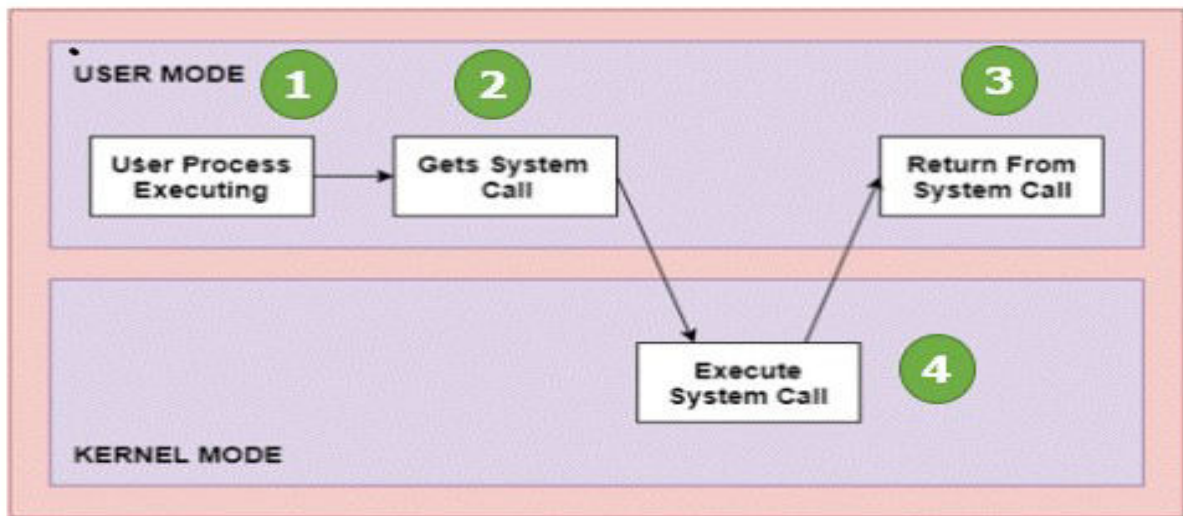 USER MODE
1
2
3
User Process
Executing
Gets System
Call
Return From
System Call
Execute
System Call
4
KERNEL MODE